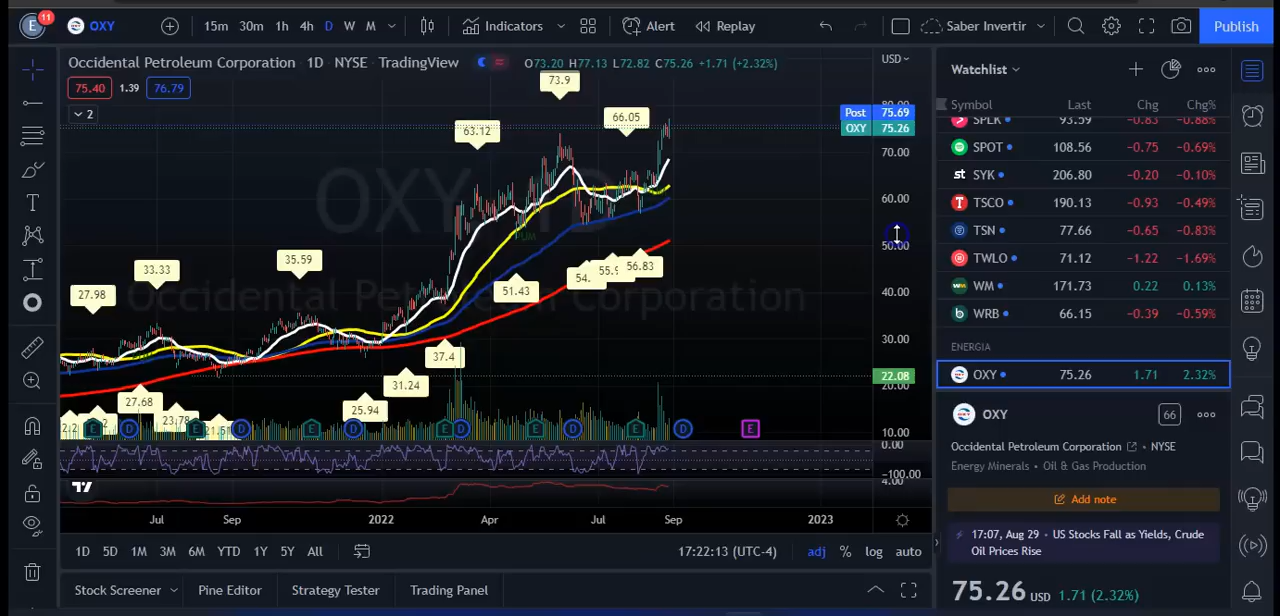 E
11
OXY
15m 30m 1h 4h D W M
Indicators
Alert
Replay
Saber Invertir
Publish
Occidental Petroleum Corporation · 1D · NYSE · TradingView
O73.20 H77.13 L72.82 C75.26 +1.71 (+2.32%)
USD
75.40 1.39 76.79
2
Post 75.69
OXY 75.26
70.00
60.00
50.00
40.00
30.00
22.08
20.00
10.00
0.00
−100.00
4.00
73.9
66.05
63.12
35.59
33.33
27.98
56.83
51.43
37.4
31.24
25.94
27.68
23.78
Occidental Petroleum Corporation
E D E D E D E D E D E D E
Jul Sep 2022 Apr Jul Sep 2023
1D 5D 1M 3M 6M YTD 1Y 5Y All
17:22:13 (UTC-4)
adj % log auto
Stock Screener Pine Editor Strategy Tester Trading Panel
Watchlist
Symbol Last Chg Chg%
SPLK 93.59 −0.83 −0.88%
SPOT 108.56 −0.75 −0.69%
st SYK 206.80 −0.20 −0.10%
TSCO 190.13 −0.93 −0.49%
TSN 77.66 −0.65 −0.83%
TWLO 71.12 −1.22 −1.69%
WM 171.73 0.22 0.13%
WRB 66.15 −0.39 −0.59%
ENERGIA
OXY 75.26 1.71 2.32%
OXY
66
Occidental Petroleum Corporation · NYSE
Energy Minerals · Oil & Gas Production
Add note
17:07, Aug 29 · US Stocks Fall as Yields, Crude
Oil Prices Rise
75.26 USD 1.71 (2.32%)